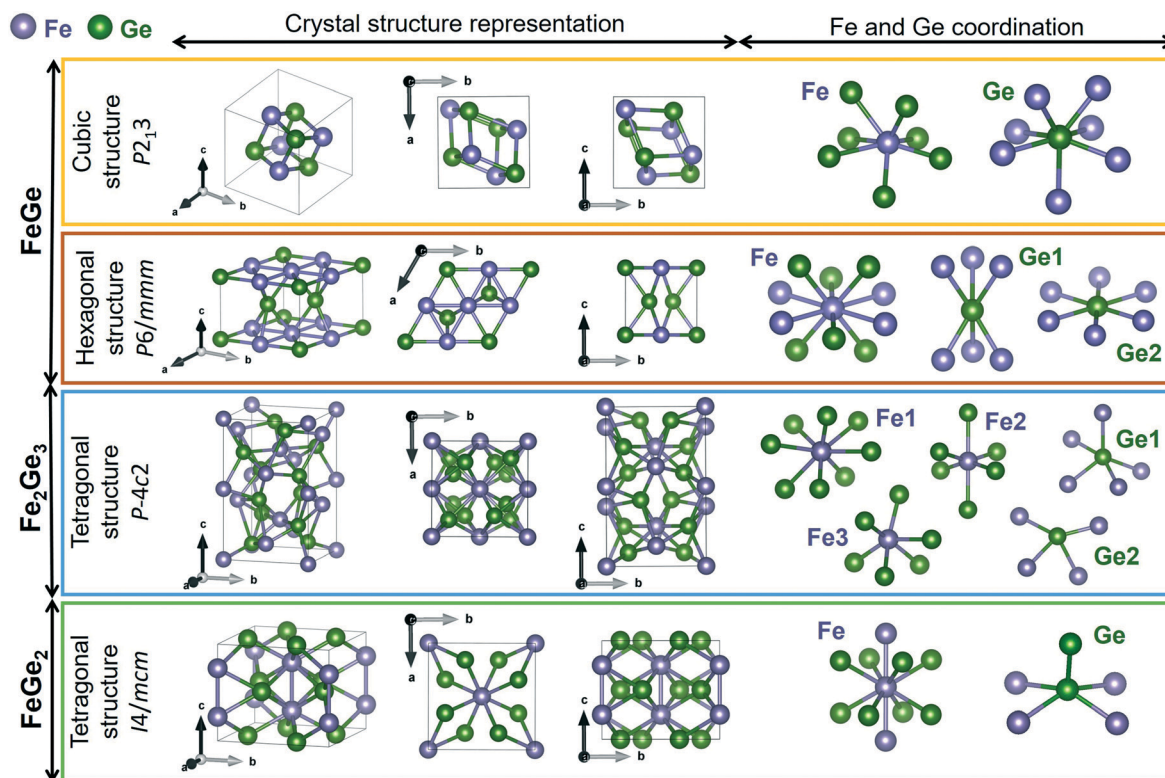 Fe Ge
Crystal structure representation
Fe and Ge coordination
FeGe
Cubic
structure
P2₁3
c
a
b
b
a
c
a
b
Fe
Ge
Hexagonal
structure
P6/mmm
c
a
b
b
a
c
a
b
Fe
Ge1
Ge2
Fe₂Ge₃
Tetragonal
structure
P-4c2
c
a
b
b
a
c
a
b
Fe1
Fe2
Ge1
Fe3
Ge2
FeGe₂
Tetragonal
structure
I4/mcm
c
a
b
b
a
c
a
b
Fe
Ge